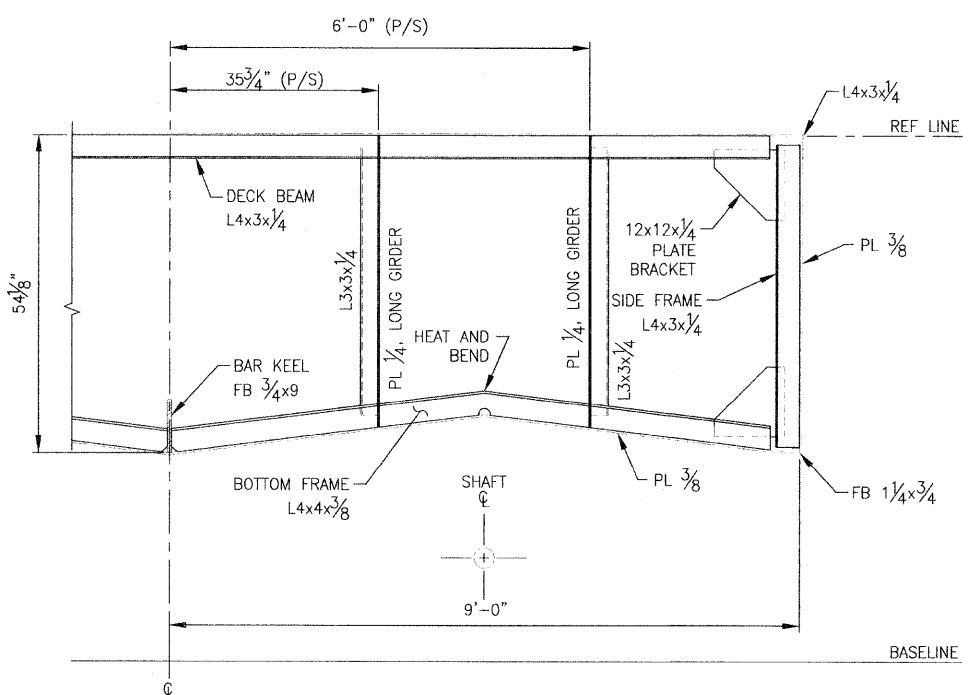 6'-0" (P/S)
35¾" (P/S)
L4x3x¼
REF LINE
DECK BEAM
L4x3x¼
54⅛"
L3x3x¼
PL ¼, LONG GIRDER
PL ¼, LONG GIRDER
12x12x¼
PLATE
BRACKET
PL ⅜
SIDE FRAME
L4x3x¼
L3x3x¼
HEAT AND
BEND
BAR KEEL
FB ¾x9
BOTTOM FRAME
L4x4x⅜
SHAFT
℄
PL ⅜
FB 1¼x¾
9'-0"
BASELINE
℄